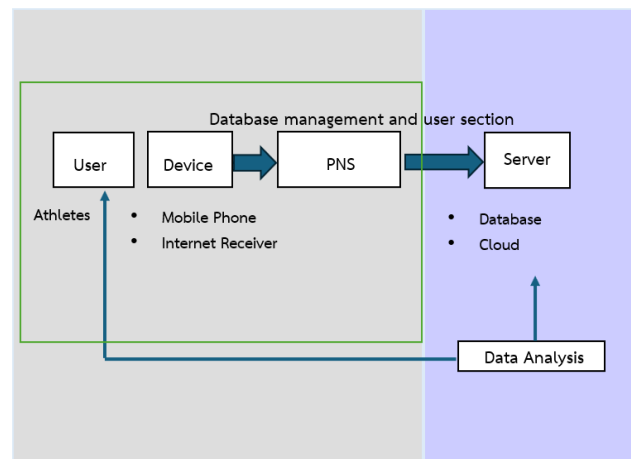 Database management and user section
User
Device
PNS
Server
Athletes
• Mobile Phone
• Internet Receiver
• Database
• Cloud
Data Analysis